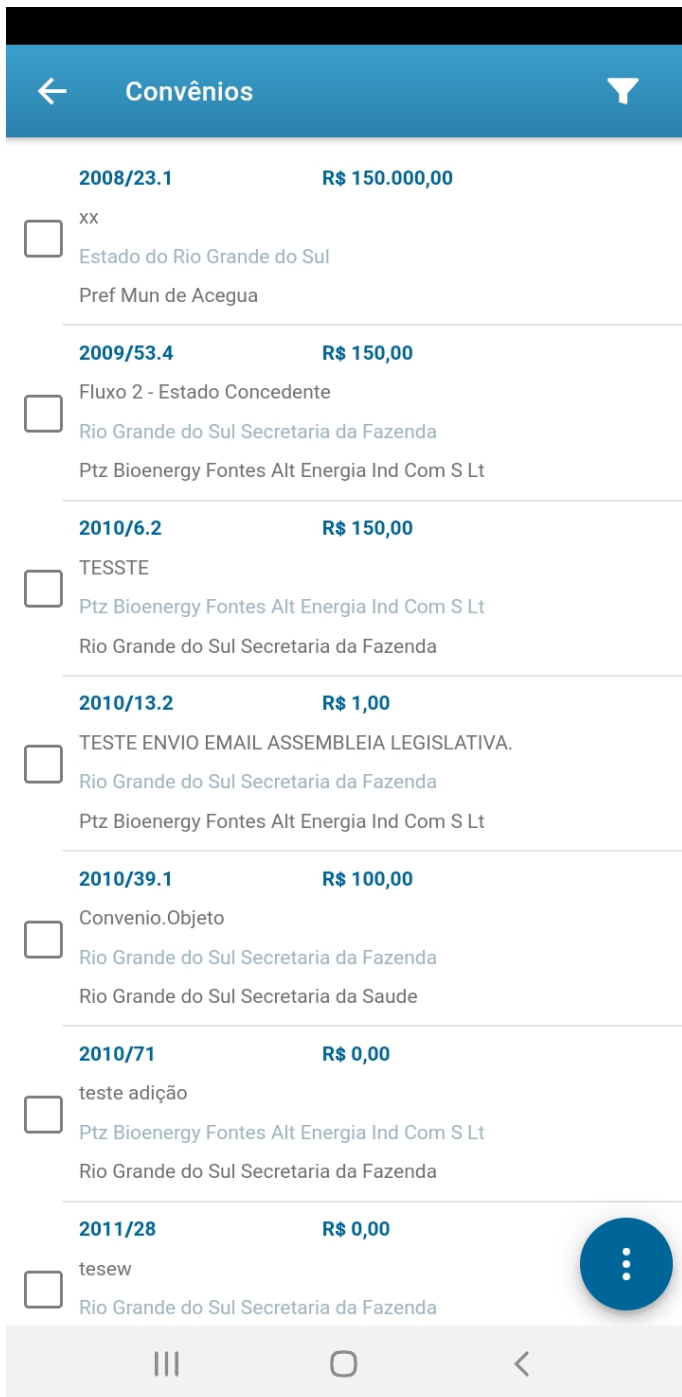 Convênios
2008/23.1 R$ 150.000,00
xx
Estado do Rio Grande do Sul
Pref Mun de Acegua
2009/53.4 R$ 150,00
Fluxo 2 - Estado Concedente
Rio Grande do Sul Secretaria da Fazenda
Ptz Bioenergy Fontes Alt Energia Ind Com S Lt
2010/6.2 R$ 150,00
TESSTE
Ptz Bioenergy Fontes Alt Energia Ind Com S Lt
Rio Grande do Sul Secretaria da Fazenda
2010/13.2 R$ 1,00
TESTE ENVIO EMAIL ASSEMBLEIA LEGISLATIVA.
Rio Grande do Sul Secretaria da Fazenda
Ptz Bioenergy Fontes Alt Energia Ind Com S Lt
2010/39.1 R$ 100,00
Convenio.Objeto
Rio Grande do Sul Secretaria da Fazenda
Rio Grande do Sul Secretaria da Saude
2010/71 R$ 0,00
teste adição
Ptz Bioenergy Fontes Alt Energia Ind Com S Lt
Rio Grande do Sul Secretaria da Fazenda
2011/28 R$ 0,00
tesew
Rio Grande do Sul Secretaria da Fazenda